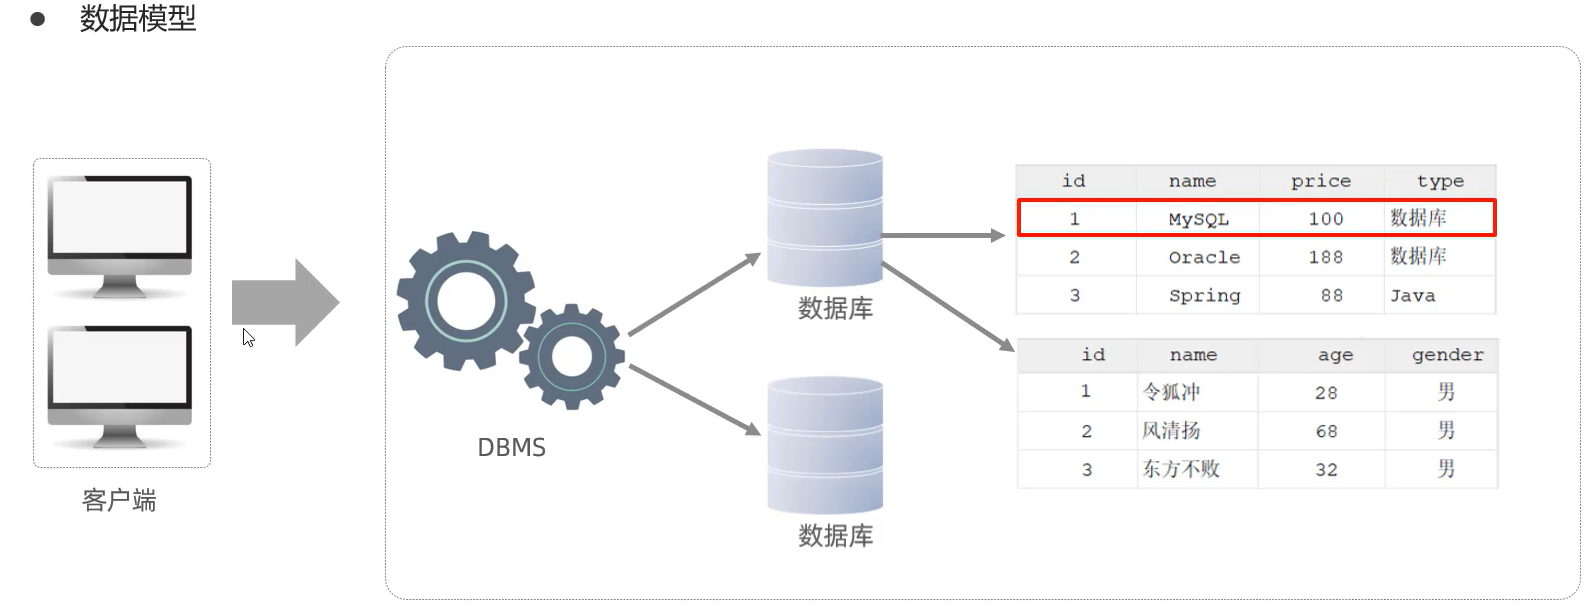 数据模型
客户端
DBMS
数据库
数据库
id name price type
1 MySQL 100 数据库
2 Oracle 188 数据库
3 Spring 88 Java
id name age gender
1 令狐冲 28 男
2 风清扬 68 男
3 东方不败 32 男